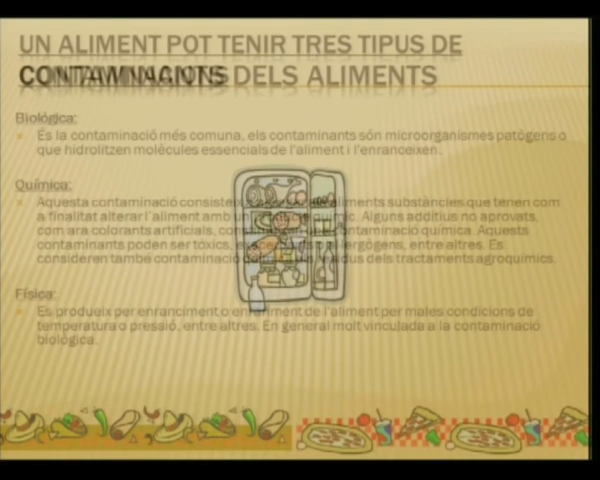 UN ALIMENT POT TENIR TRES TIPUS DE
DELS ALIMENTS
Biològica:
És la contaminació més comuna, els contaminants són microorganismes patògens o
que hidrolitzen molècules essencials de l'aliment i l'enranceixen.
Química:
Aquesta contaminació consisteix aliments substàncies que tenen com
a finalitat alterar l'aliment amb un Alguns additius no aprovats,
com ara colorants artificials, contaminació química. Aquests
contaminants poden ser tòxics, al·lergògens, entre altres. Es
consideren també contaminació dels tractaments agroquímics.
Física:
Es produeix per enranciment o enranciment de l'aliment per males condicions de
temperatura o pressió, entre altres. En general molt vinculada a la contaminació
biològica.